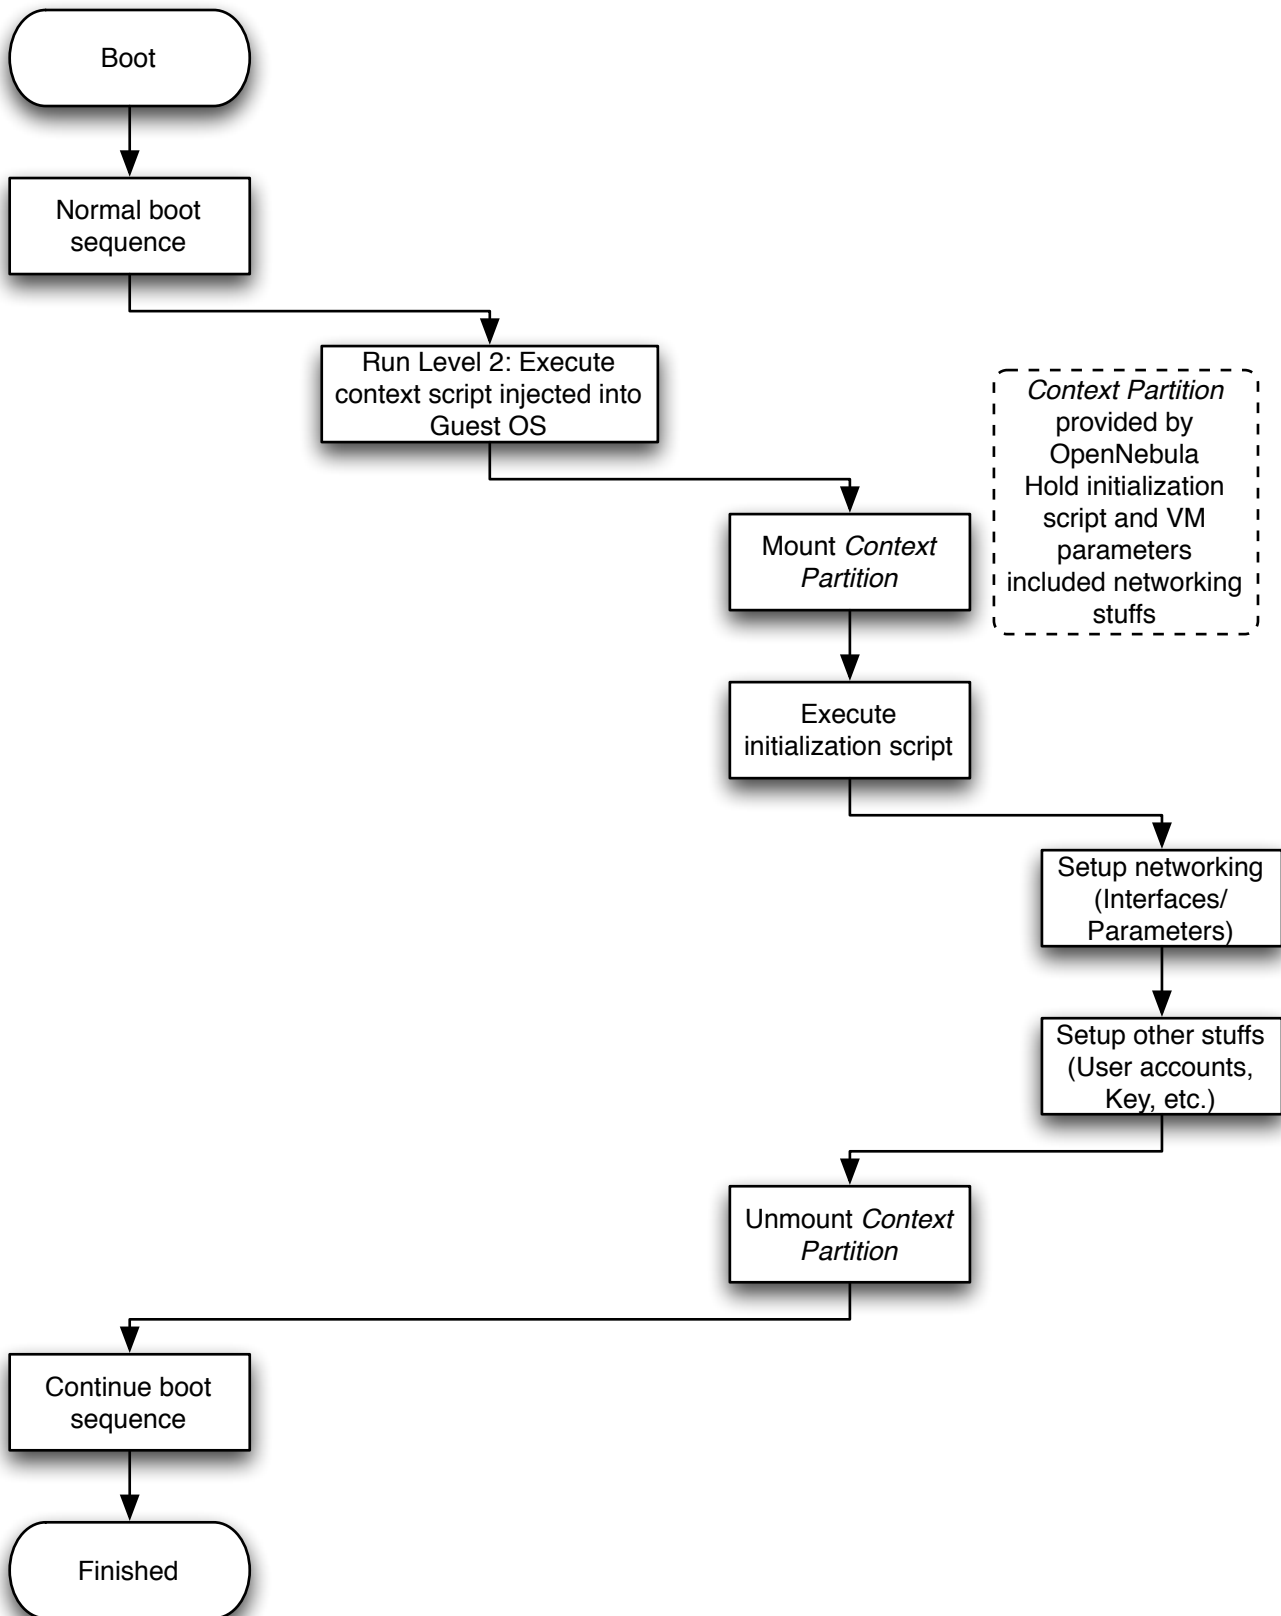 Boot
Normal boot
sequence
Run Level 2: Execute
context script injected into
Guest OS
Context Partition
provided by
OpenNebula
Hold initialization
script and VM
parameters
included networking
stuffs
Mount Context
Partition
Execute
initialization script
Setup networking
(Interfaces/
Parameters)
Setup other stuffs
(User accounts,
Key, etc.)
Unmount Context
Partition
Continue boot
sequence
Finished